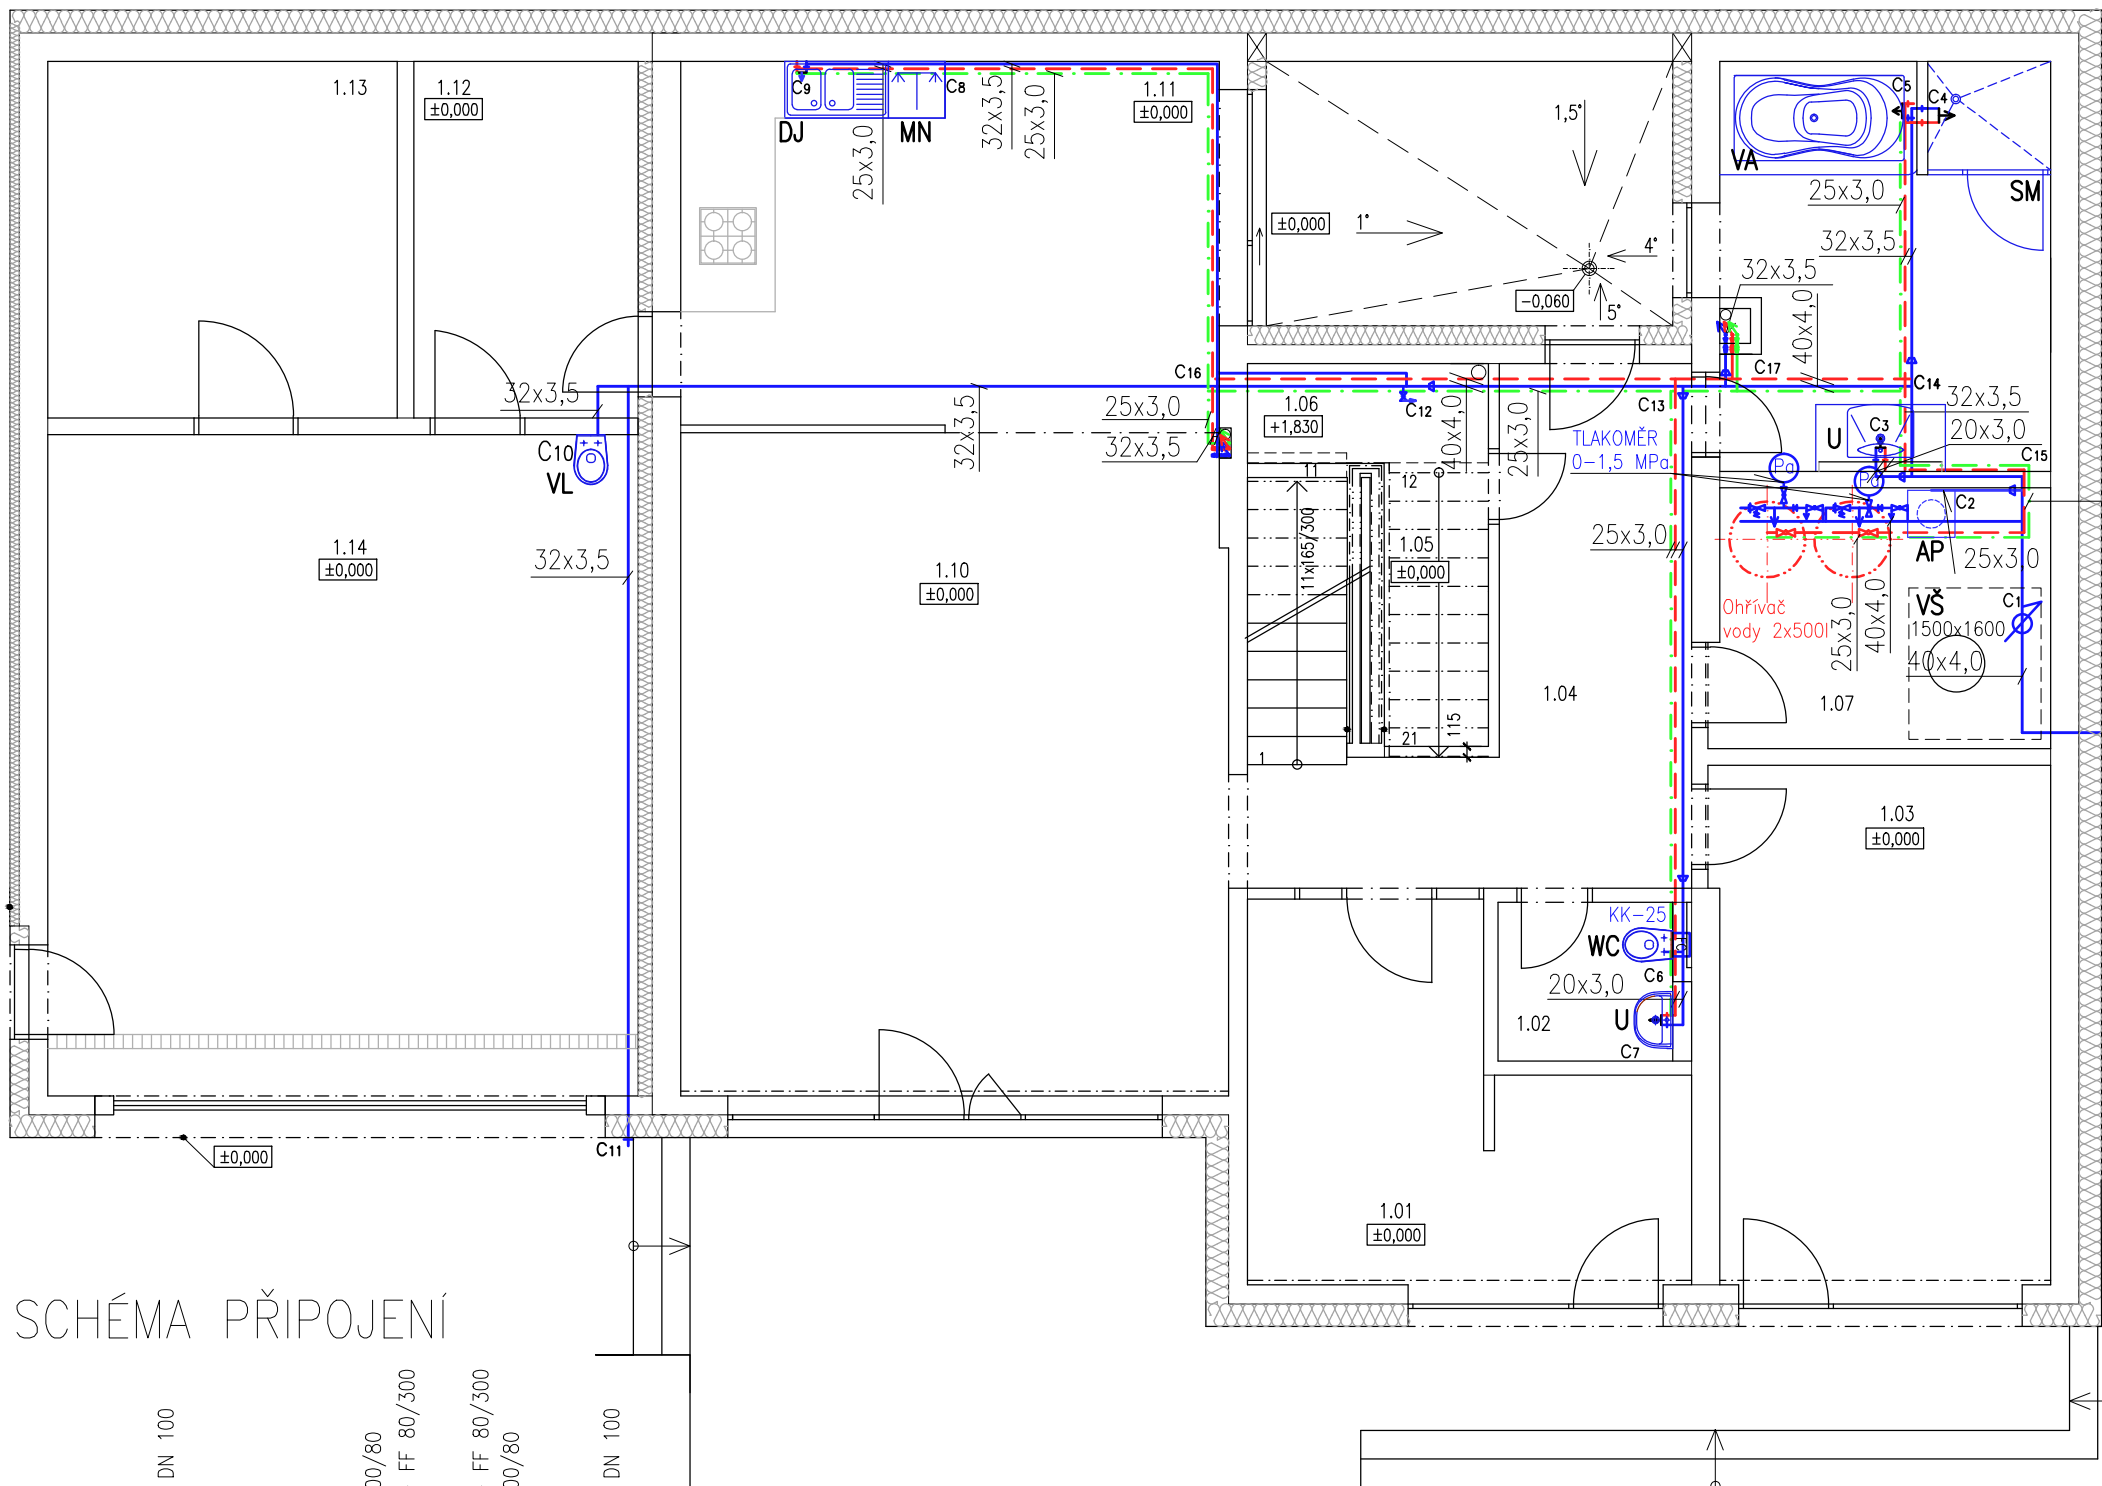 1.13
1.12
±0,000
C9
C8
DJ
MN
25x3,0
32x3,5
25x3,0
1.11
±0,000
1,5°
±0,000
1°
4°
-0,060
5°
C5
C4
VA
SM
25x3,0
32x3,5
32x3,5
40x4,0
C16
C17
C14
32x3,5
32x3,5
25x3,0
32x3,5
1.06
+1,830
C12
40x4,0
25x3,0
C13
TLAKOMĚR
0-1,5 MPa
Pa
Pa
U
C3
32x3,5
20x3,0
C15
C10
VL
11
12
11x165/300
1.05
±0,000
25x3,0
C2
AP
25x3,0
1.14
±0,000
32x3,5
1.10
±0,000
Ohřívač
vody 2x500l
25x3,0
40x4,0
VŠ
1500x1600
C1
40x4,0
1.04
1.07
115
21
1
1.03
±0,000
KK-25
WC
C6
20x3,0
1.02
U
C7
C11
±0,000
1.01
±0,000
SCHÉMA PŘIPOJENÍ
DN 100
00/80
FF 80/300
FF 80/300
00/80
DN 100